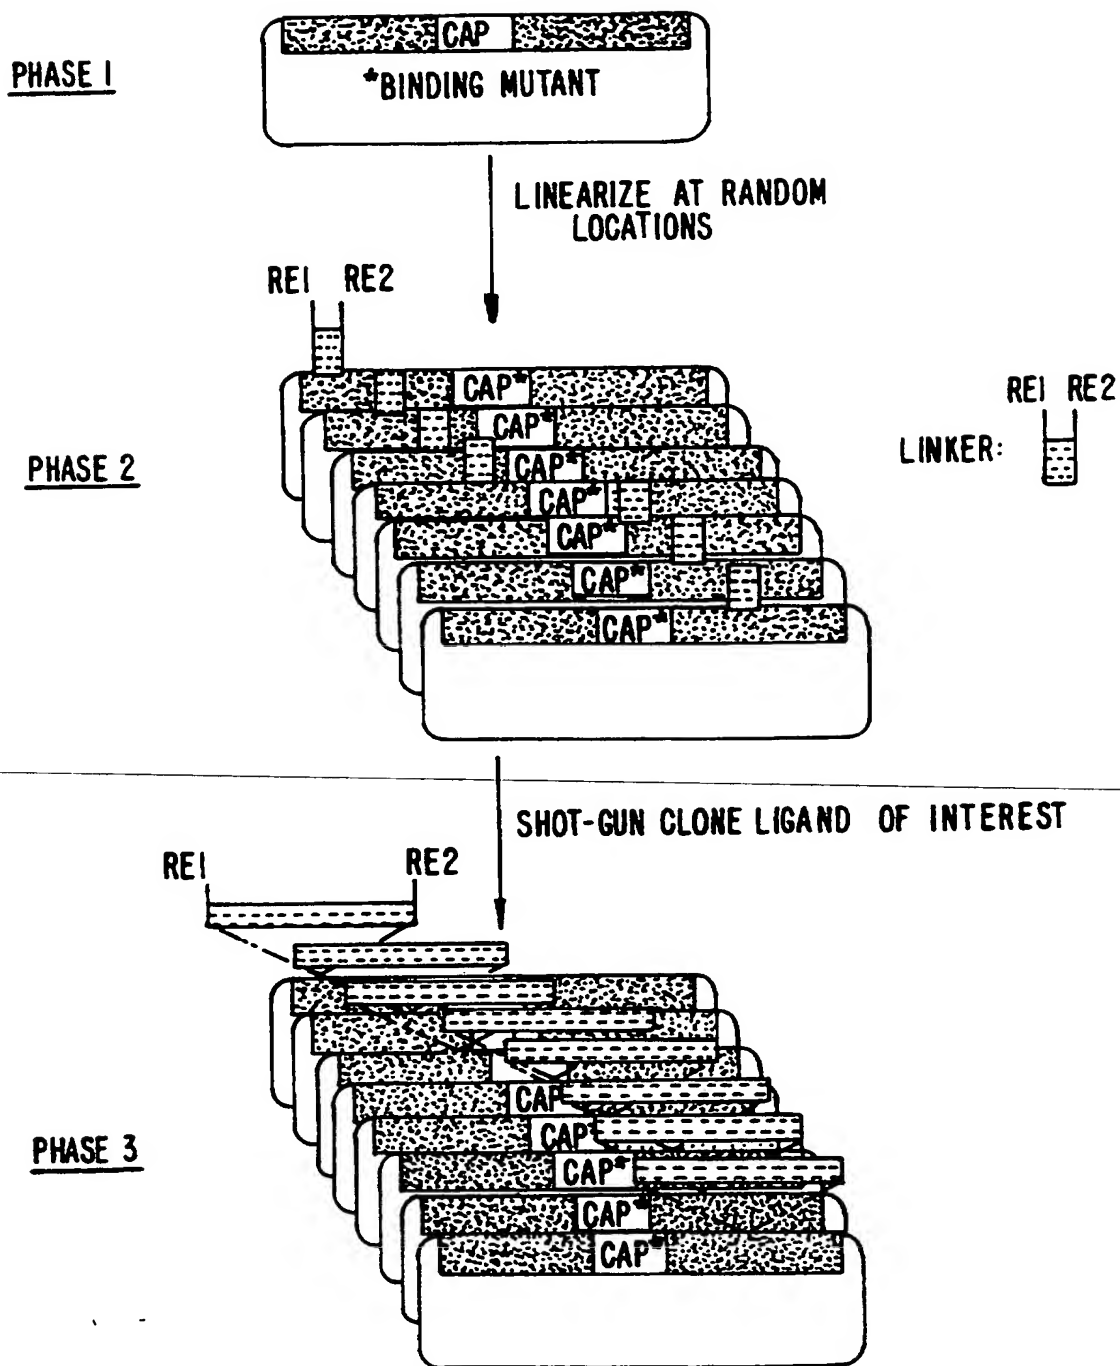 CAP
PHASE 1
*BINDING MUTANT
LINEARIZE AT RANDOM
LOCATIONS
RE1 RE2
CAP*
CAP*
RE1 RE2
CAP*
LINKER:
PHASE 2
CAP*
CAP*
CAP*
CAP*
SHOT-GUN CLONE LIGAND OF INTEREST
RE1 RE2
CAP
CAP*
PHASE 3
CAP*
CAP*
CAP*